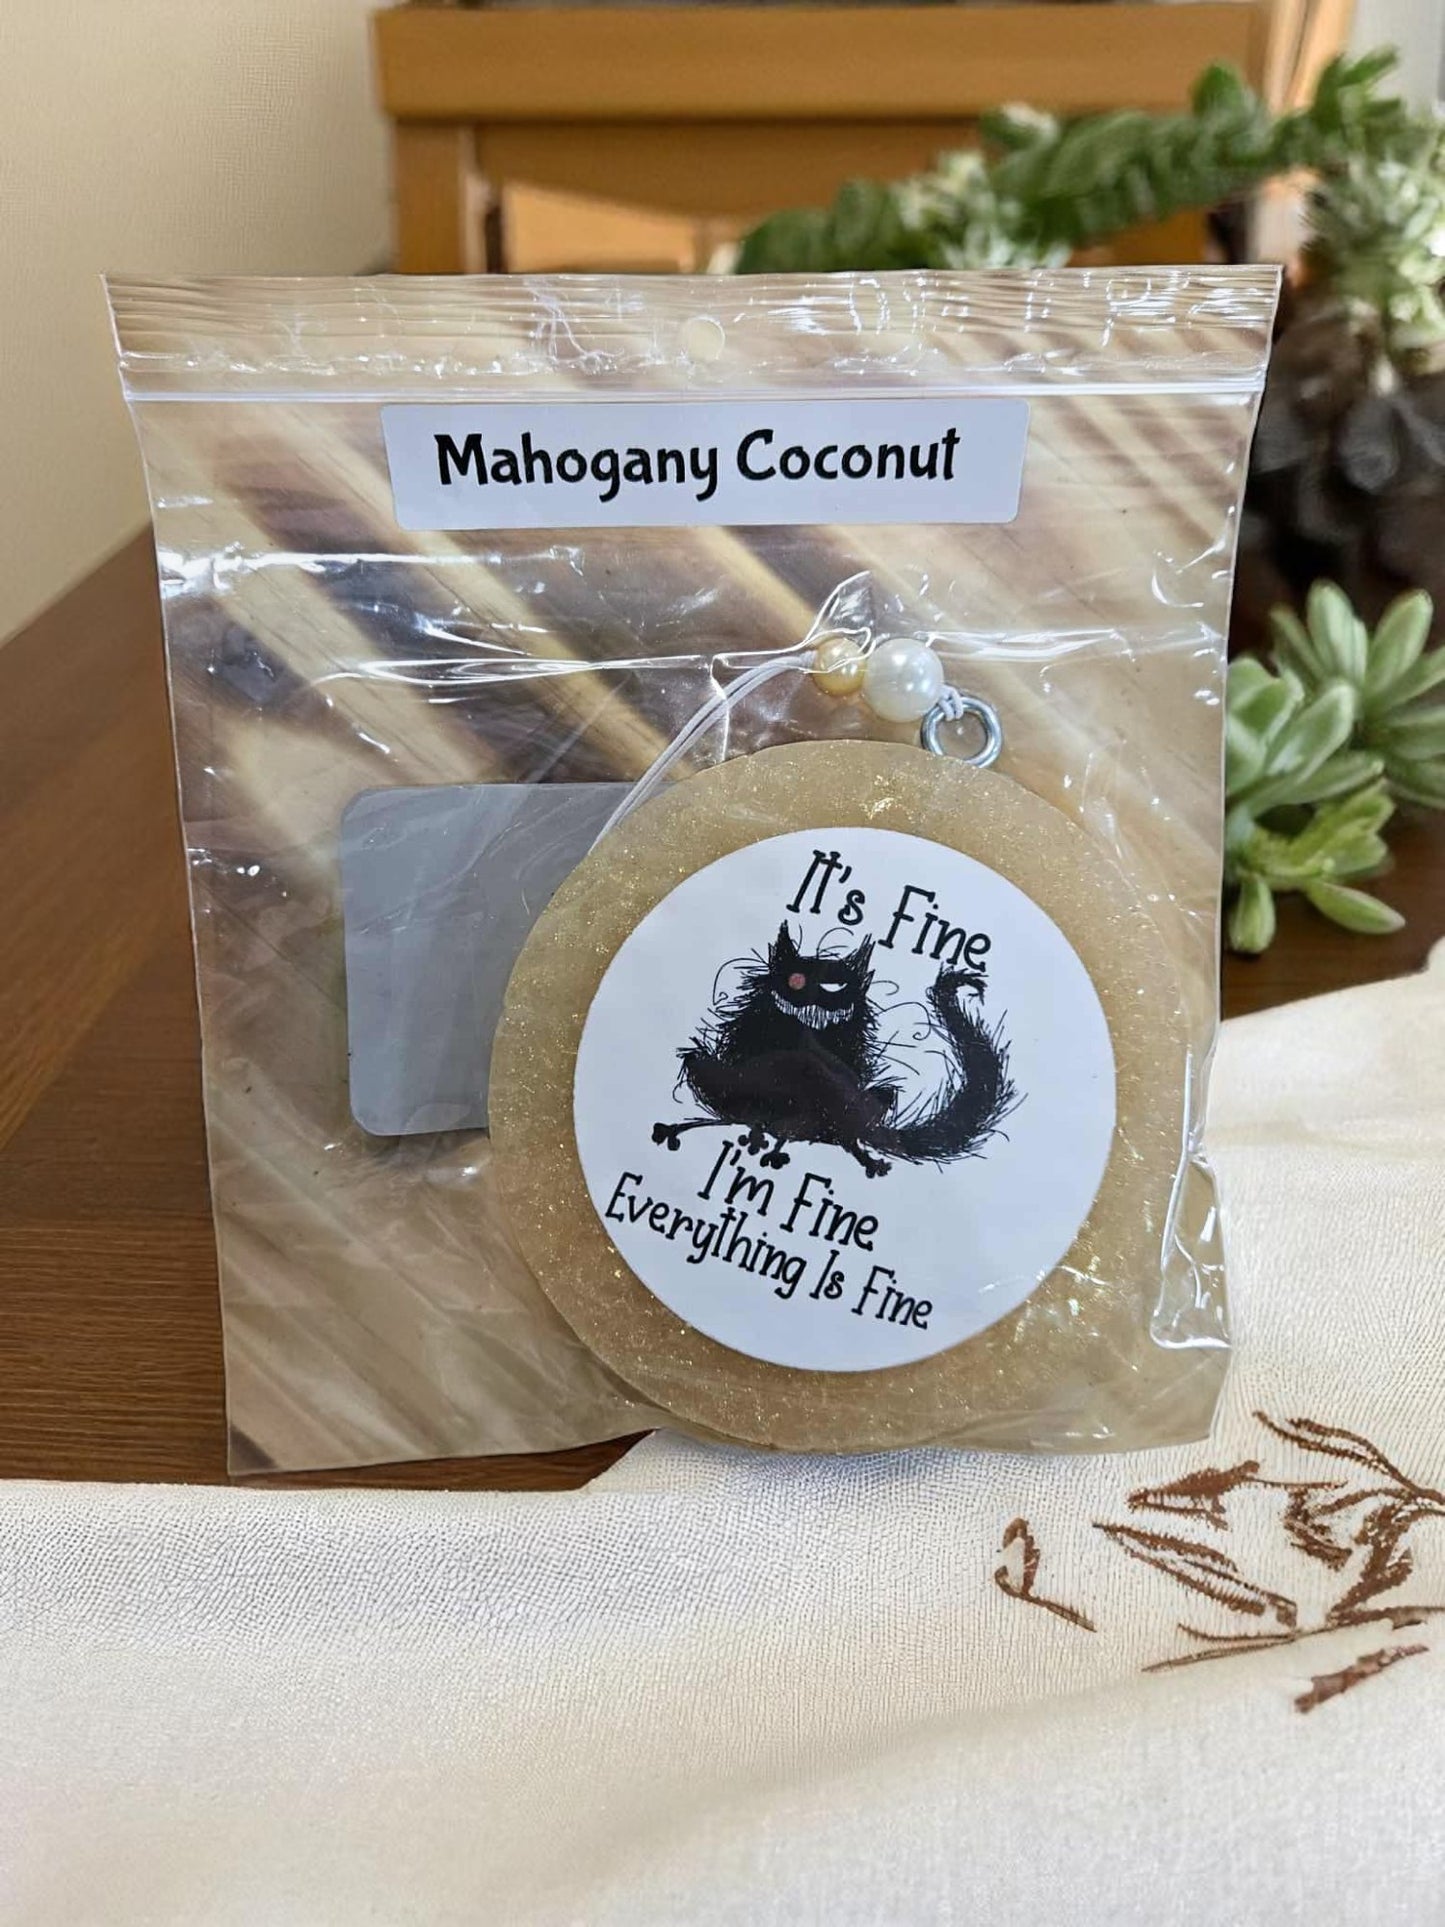 Mahogany Coconut
It's Fine
I'm Fine
Everything Is Fine